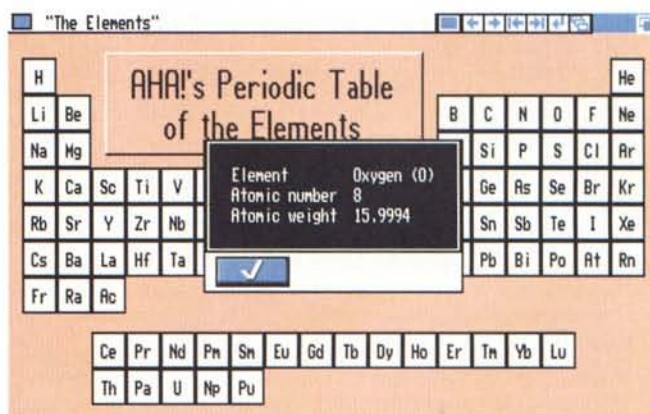 "The Elements"
AHA!'s Periodic Table
of the Elements
H He
Li Be B C N O F Ne
Na Mg Si P S Cl Ar
K Ca Sc Ti V Ge As Se Br Kr
Rb Sr Y Zr Nb Sn Sb Te I Xe
Cs Ba La Hf Ta Pb Bi Po At Rn
Fr Ra Ac
Element Oxygen (O)
Atomic number 8
Atomic weight 15.9994
Ce Pr Nd Pm Sm Eu Gd Tb Dy Ho Er Tm Yb Lu
Th Pa U Np Pu